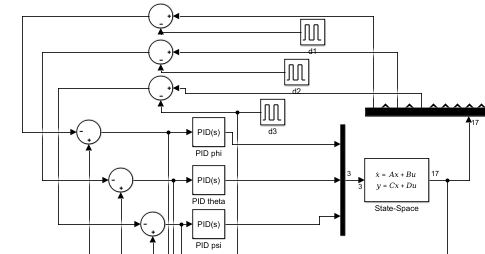 d1
d2
d3
17
PID(s)
PID phi
PID(s)
PID theta
PID(s)
PID psi
3
3
ẋ = Ax + Bu
y = Cx + Du
17
State-Space